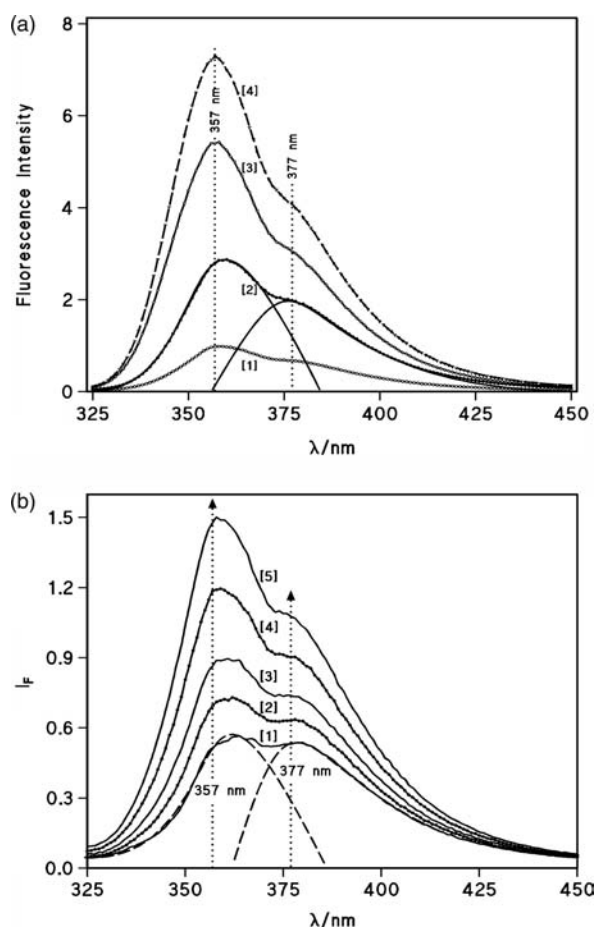 (a)
8
6
4
2
0
Fluorescence Intensity
[4]
357 nm
[3]
377 nm
[2]
[1]
325 350 375 400 425 450
λ/nm
(b)
1.5
1.2
0.9
0.6
0.3
0.0
I_F
[5]
[4]
[3]
[2]
[1]
357 nm
377 nm
325 350 375 400 425 450
λ/nm